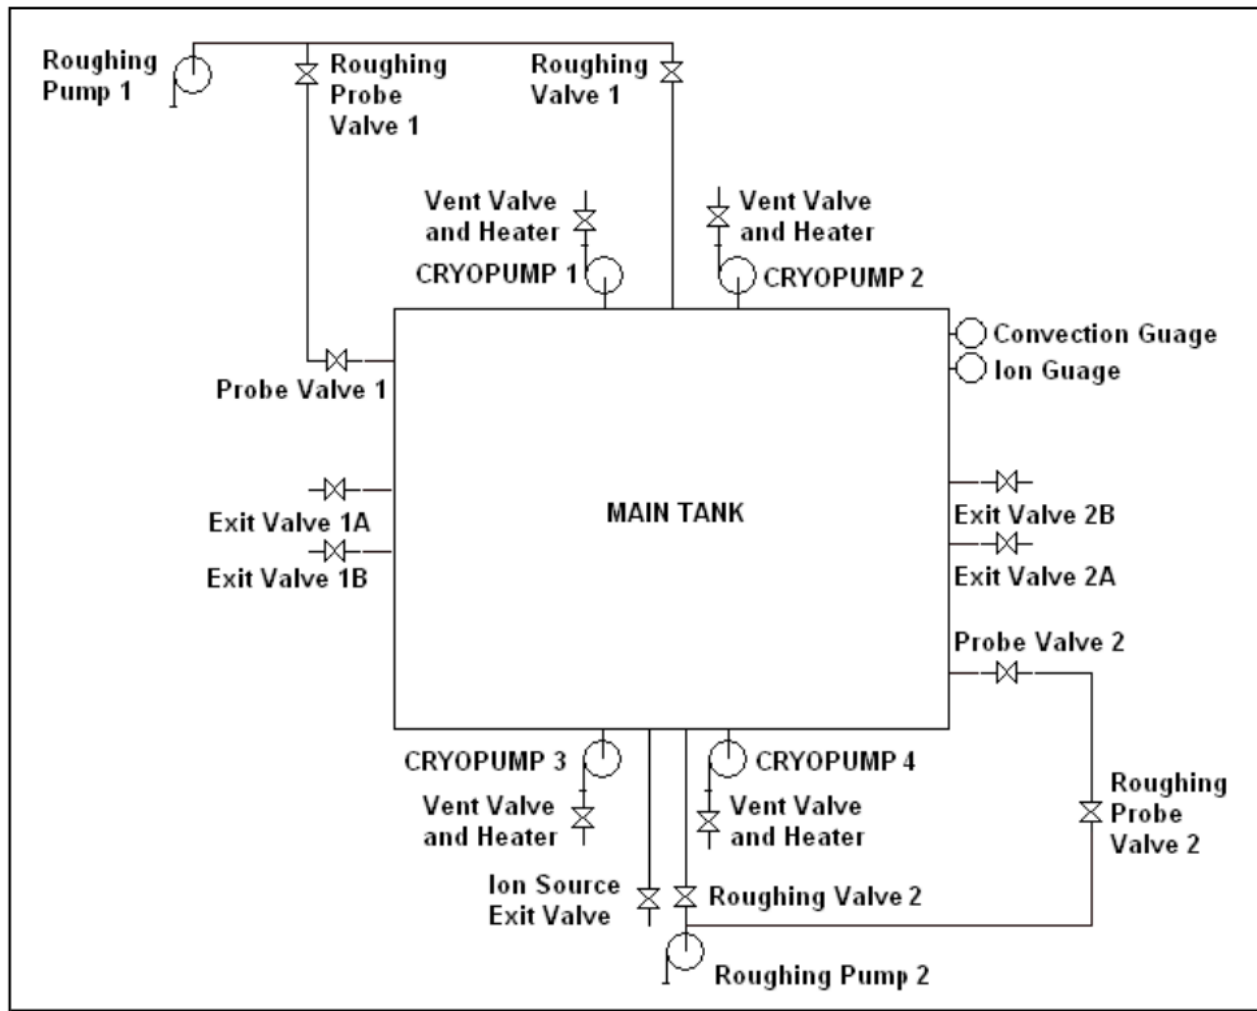 Roughing
Pump 1
Roughing
Probe
Valve 1
Roughing
Valve 1
Vent Valve
and Heater
CRYOPUMP 1
Vent Valve
and Heater
CRYOPUMP 2
Convection Guage
Ion Guage
Probe Valve 1
Exit Valve 1A
Exit Valve 1B
MAIN TANK
Exit Valve 2B
Exit Valve 2A
Probe Valve 2
CRYOPUMP 3
Vent Valve
and Heater
CRYOPUMP 4
Vent Valve
and Heater
Roughing
Probe
Valve 2
Ion Source
Exit Valve
Roughing Valve 2
Roughing Pump 2